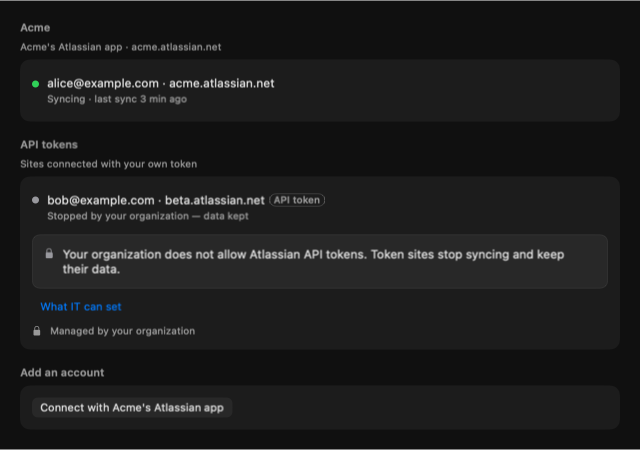 Acme
Acme's Atlassian app · acme.atlassian.net
alice@example.com · acme.atlassian.net
Syncing · last sync 3 min ago
API tokens
Sites connected with your own token
bob@example.com · beta.atlassian.net API token
Stopped by your organization — data kept
Your organization does not allow Atlassian API tokens. Token sites stop syncing and keep
their data.
What IT can set
Managed by your organization
Add an account
Connect with Acme's Atlassian app